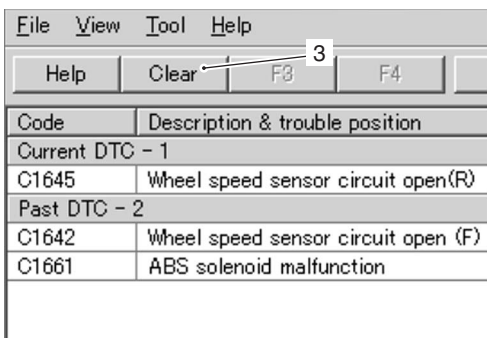 File View Tool Help
3
Help Clear F3 F4
Code Description & trouble position
Current DTC - 1
C1645 Wheel speed sensor circuit open(R)
Past DTC - 2
C1642 Wheel speed sensor circuit open (F)
C1661 ABS solenoid malfunction